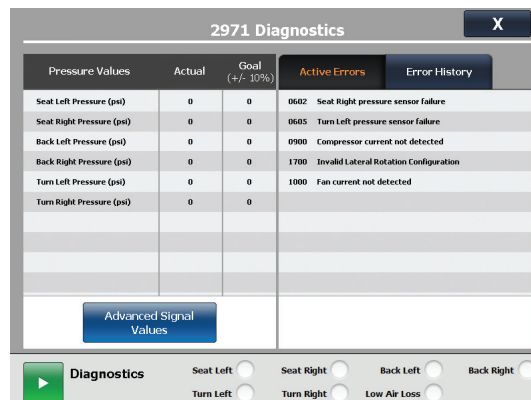 2971 Diagnostics
X
Pressure Values Actual Goal
(+/- 10%)
Seat Left Pressure (psi) 0 0
Seat Right Pressure (psi) 0 0
Back Left Pressure (psi) 0 0
Back Right Pressure (psi) 0 0
Turn Left Pressure (psi) 0 0
Turn Right Pressure (psi) 0 0
Advanced Signal
Values
Active Errors Error History
0602 Seat Right pressure sensor failure
0605 Turn Left pressure sensor failure
0900 Compressor current not detected
1700 Invalid Lateral Rotation Configuration
1000 Fan current not detected
Diagnostics
Seat Left Seat Right Back Left Back Right
Turn Left Turn Right Low Air Loss